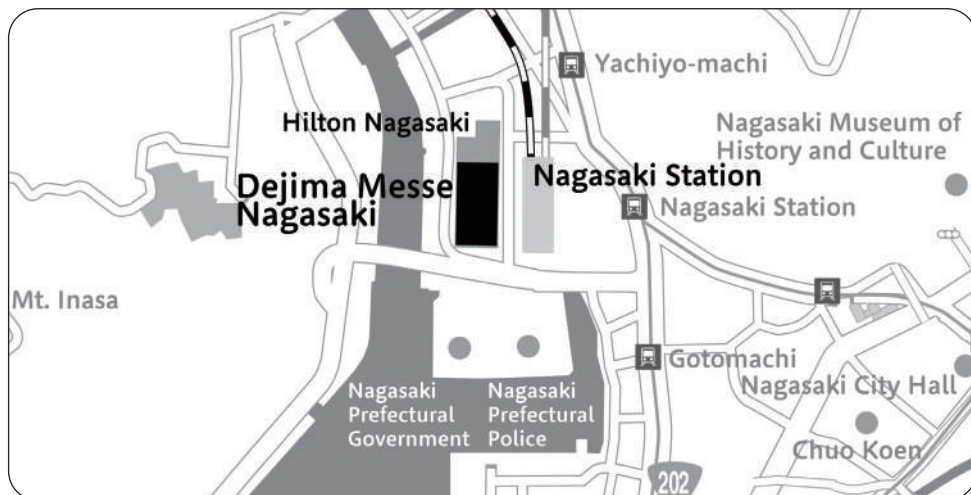 Yachiyo-machi
Hilton Nagasaki
Nagasaki Museum of
History and Culture
Dejima Messe
Nagasaki
Nagasaki Station
Nagasaki Station
Mt. Inasa
Gotomachi
Nagasaki City Hall
Nagasaki
Prefectural
Government
Nagasaki
Prefectural
Police
Chuo Koen
202